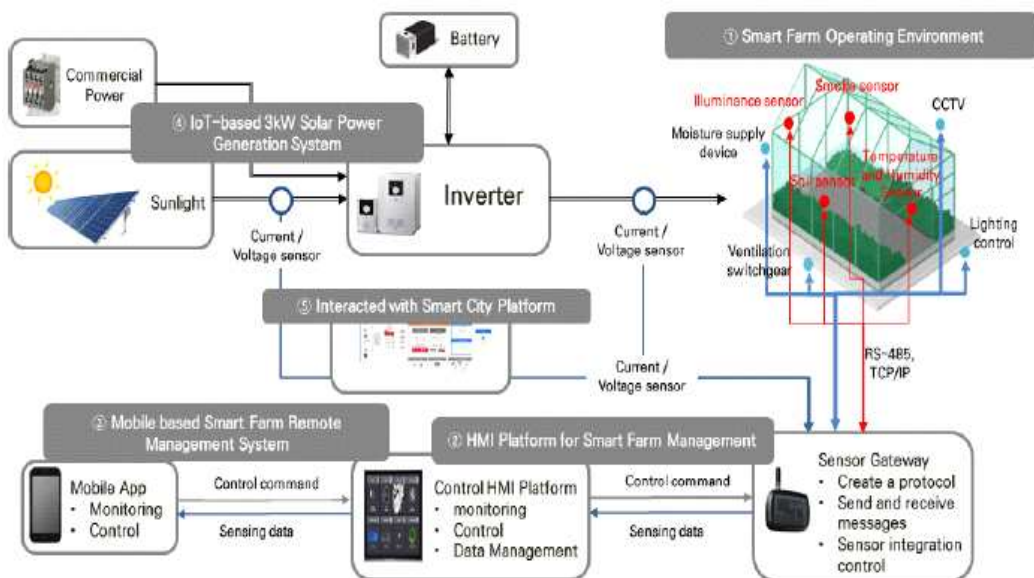 Battery
① Smart Farm Operating Environment
Commercial
Power
Smoke sensor
Illuminance sensor
CCTV
④ IoT-based 3kW Solar Power
Generation System
Moisture supply
device
Temperature
and Humidity
Sensor
Soil sensor
Sunlight
Inverter
Current /
Voltage sensor
Current /
Voltage sensor
Ventilation
switchgear
Lighting
control
⑤ Interacted with Smart City Platform
RS-485,
TCP/IP
Current /
Voltage sensor
② Mobile based Smart Farm Remote
Management System
② HMI Platform for Smart Farm Management
Mobile App
• Monitoring
• Control
Control command
Sensing data
Control HMI Platform
• monitoring
• Control
• Data Management
Control command
Sensing data
Sensor Gateway
• Create a protocol
• Send and receive
messages
• Sensor integration
control